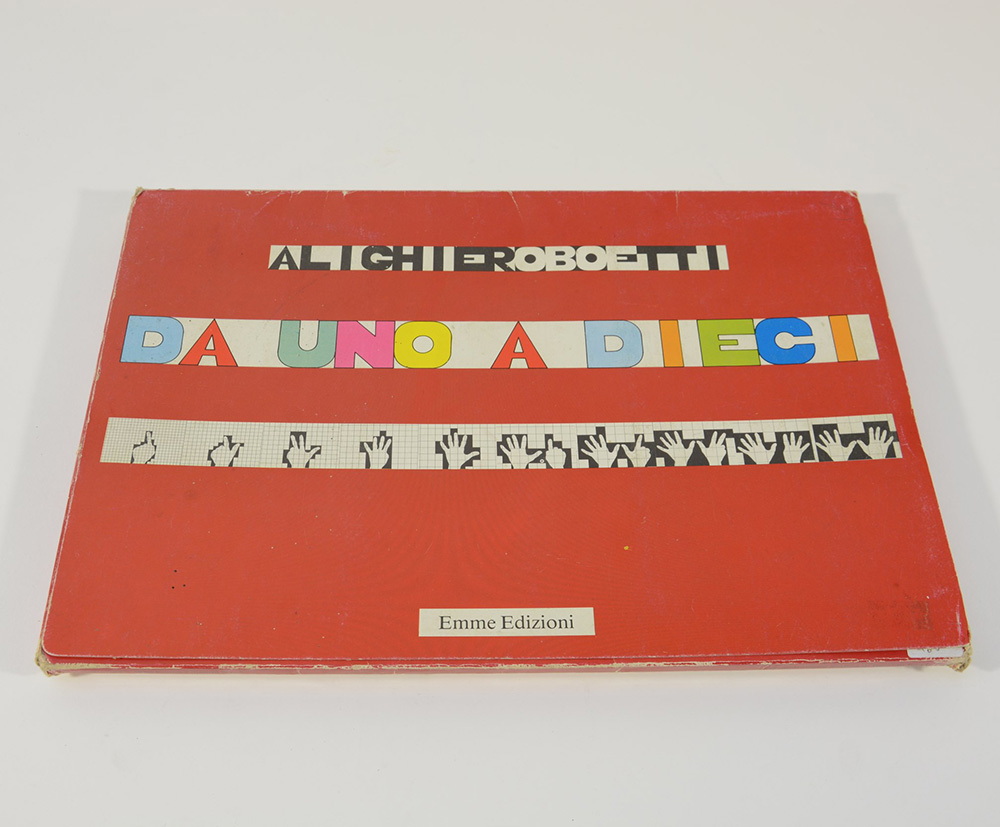 ALIGHIEROBOETTI
DA UNO A DIECI
Emme Edizioni